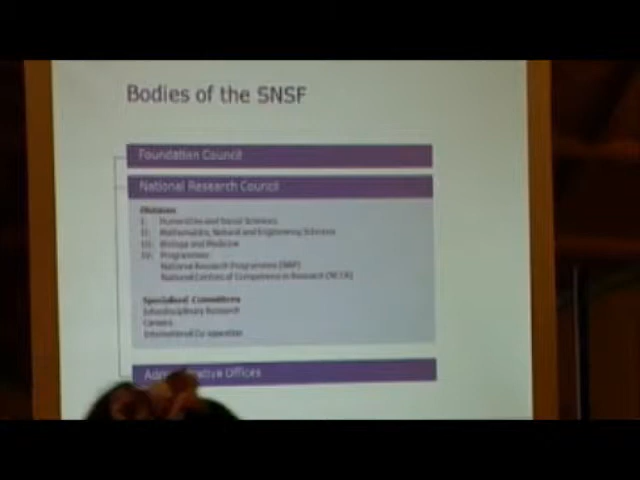 Bodies of the SNSF
Foundation Council
National Research Council
Divisions
I. Humanities and Social Sciences
II. Mathematics, Natural and Engineering Sciences
III. Biology and Medicine
IV. Programmes
National Research Programmes (NRP)
National Centres of Competence in Research (NCCR)
Specialised Committees
Interdisciplinary Research
Careers
International Co-operation
Administrative Offices